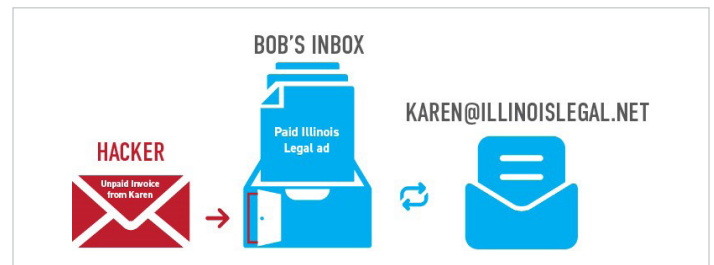 BOB'S INBOX
KAREN@ILLINOISLEGAL.NET
HACKER
Paid Illinois
Legal ad
Unpaid Invoice
from Karen